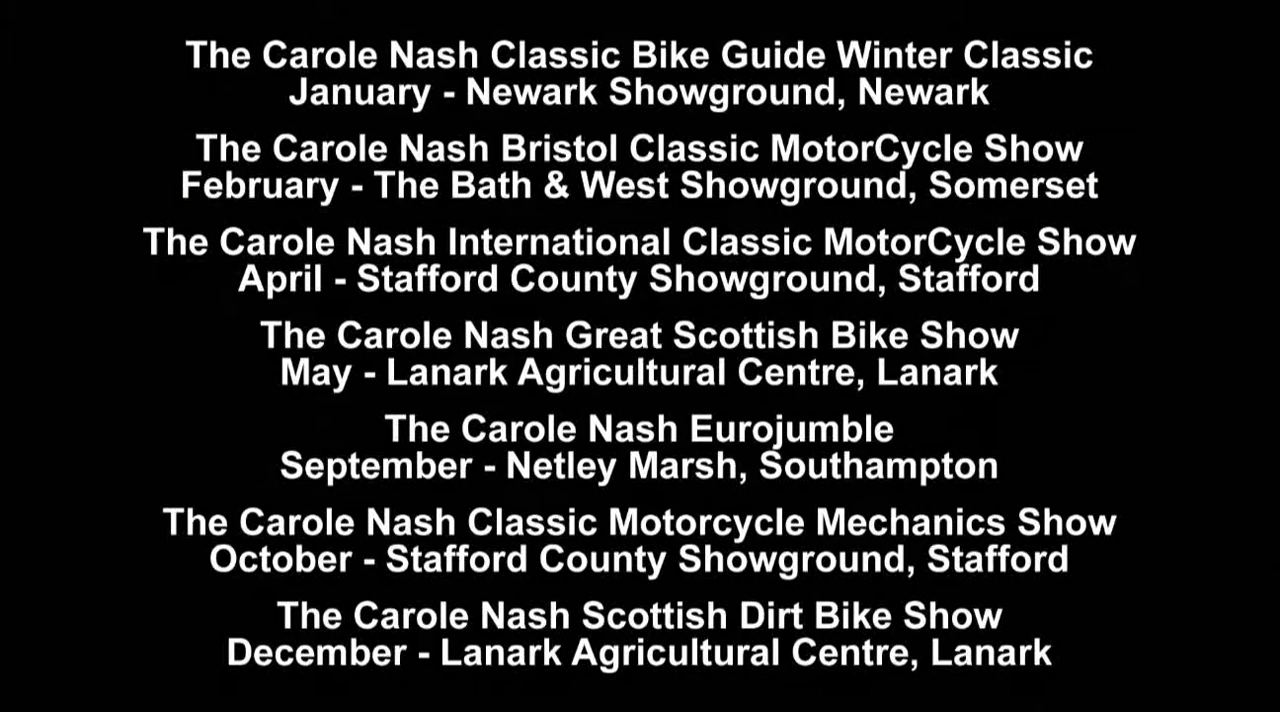 The Carole Nash Classic Bike Guide Winter Classic
January - Newark Showground, Newark
The Carole Nash Bristol Classic MotorCycle Show
February - The Bath & West Showground, Somerset
The Carole Nash International Classic MotorCycle Show
April - Stafford County Showground, Stafford
The Carole Nash Great Scottish Bike Show
May - Lanark Agricultural Centre, Lanark
The Carole Nash Eurojumble
September - Netley Marsh, Southampton
The Carole Nash Classic Motorcycle Mechanics Show
October - Stafford County Showground, Stafford
The Carole Nash Scottish Dirt Bike Show
December - Lanark Agricultural Centre, Lanark